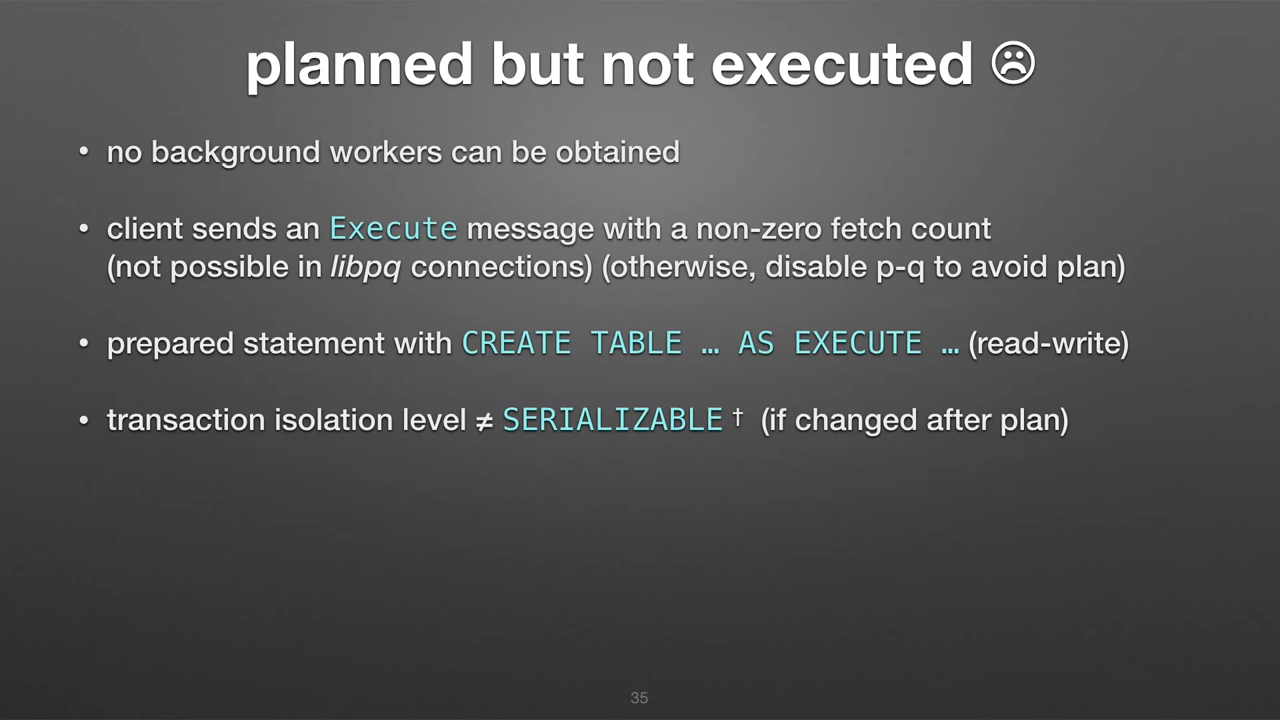 planned but not executed ☹
• no background workers can be obtained
• client sends an Execute message with a non-zero fetch count
(not possible in libpq connections) (otherwise, disable p-q to avoid plan)
• prepared statement with CREATE TABLE … AS EXECUTE … (read-write)
• transaction isolation level ≠ SERIALIZABLE † (if changed after plan)
35